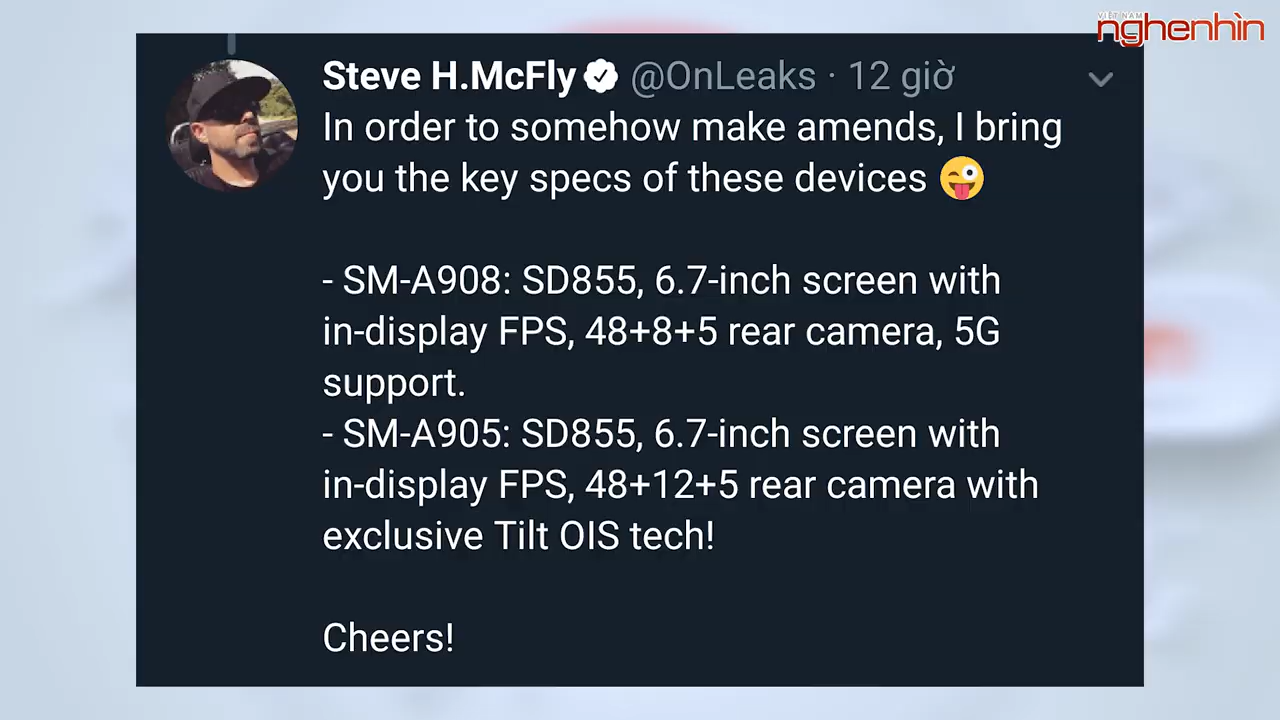 VIỆT NAM
nghenhìn
Steve H.McFly @OnLeaks · 12 giờ
In order to somehow make amends, I bring
you the key specs of these devices 😜
- SM-A908: SD855, 6.7-inch screen with
in-display FPS, 48+8+5 rear camera, 5G
support.
- SM-A905: SD855, 6.7-inch screen with
in-display FPS, 48+12+5 rear camera with
exclusive Tilt OIS tech!
Cheers!